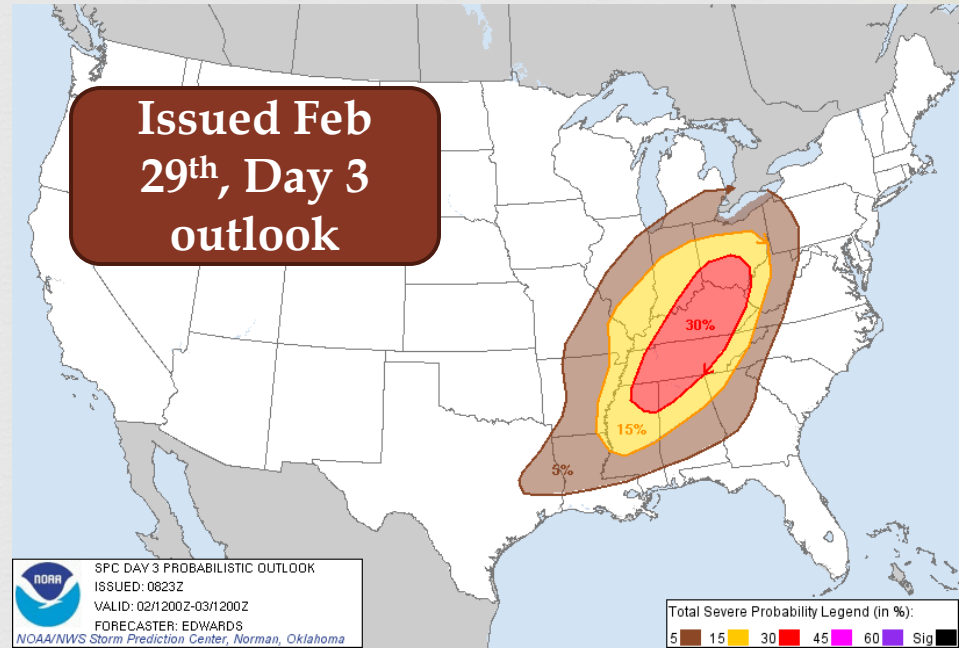 Issued Feb
29th, Day 3
outlook
30%
15%
5%
NOAA
SPC DAY 3 PROBABILISTIC OUTLOOK
ISSUED: 0823Z
VALID: 02/1200Z-03/1200Z
FORECASTER: EDWARDS
NOAA/NWS Storm Prediction Center, Norman, Oklahoma
Total Severe Probability Legend (in %):
5 15 30 45 60 Sig